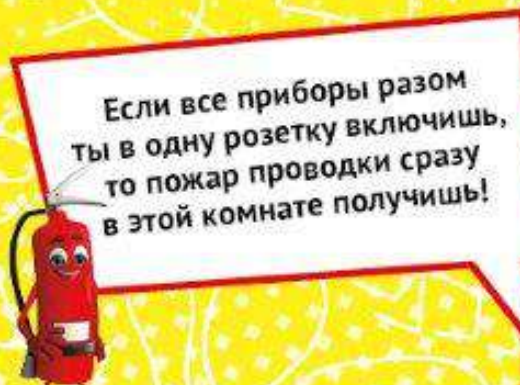 Если все приборы разом
ты в одну розетку включишь,
то пожар проводки сразу
в этой комнате получишь!